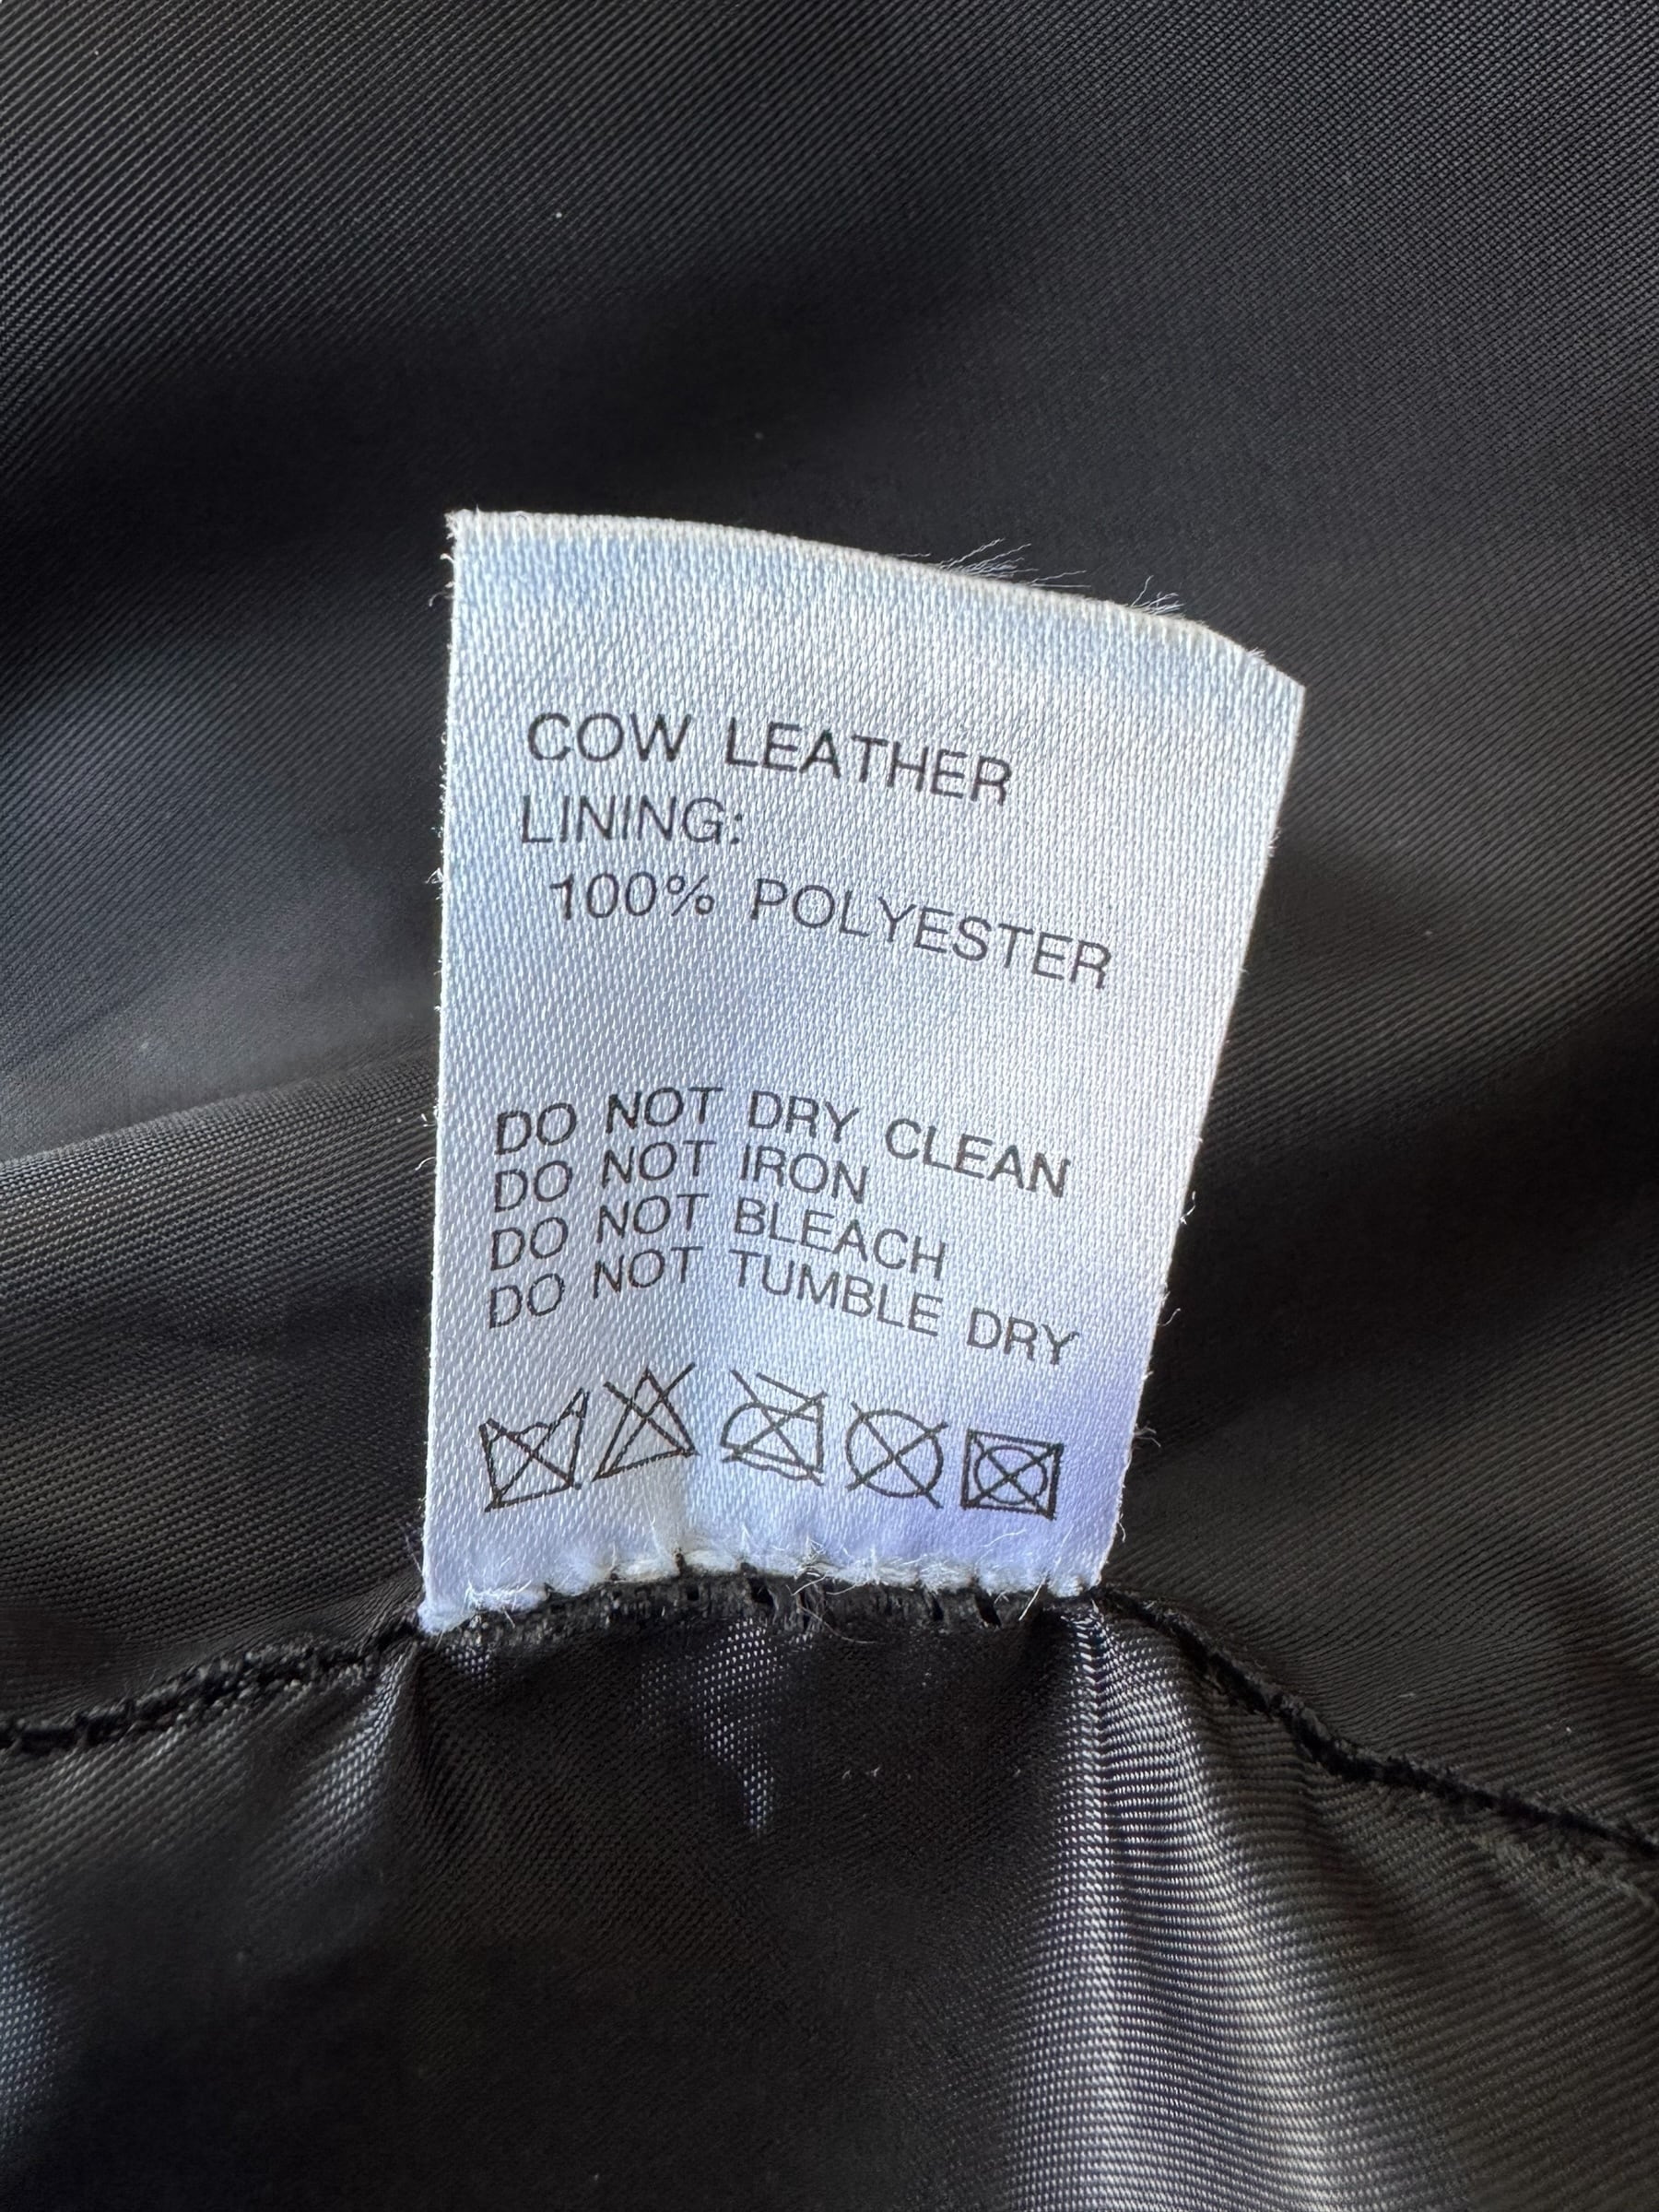 COW LEATHER
LINING:
100% POLYESTER
DO NOT DRY CLEAN
DO NOT IRON
DO NOT BLEACH
DO NOT TUMBLE DRY